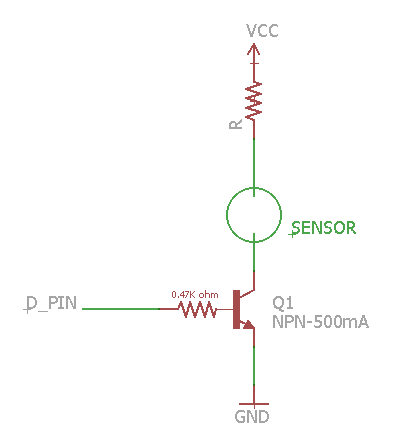 VCC
R
SENSOR
0.47K ohm
D_PIN
Q1
NPN-500mA
GND